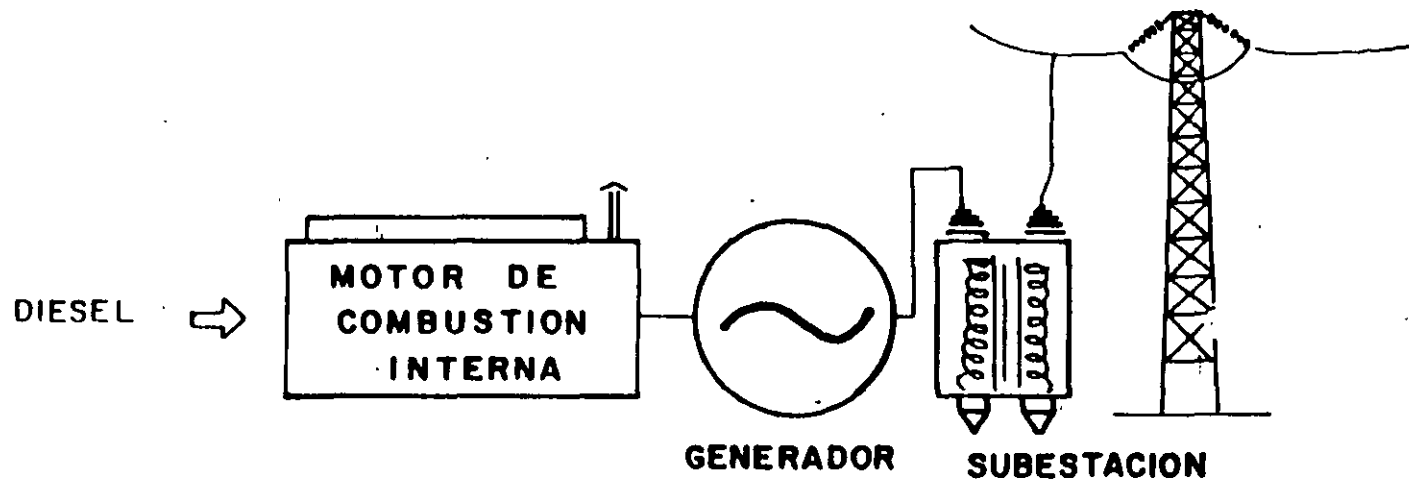 DIESEL
MOTOR DE
COMBUSTION
INTERNA
GENERADOR
SUBESTACION